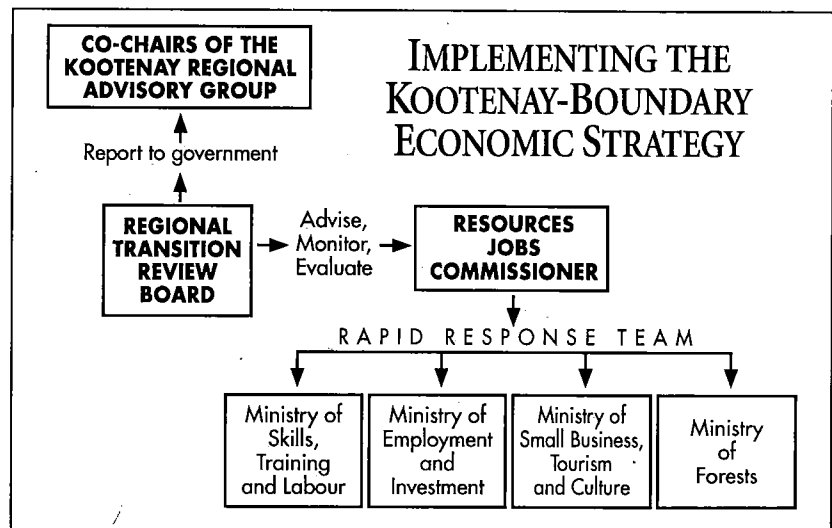 CO-CHAIRS OF THE
KOOTENAY REGIONAL
ADVISORY GROUP
IMPLEMENTING THE
KOOTENAY-BOUNDARY
ECONOMIC STRATEGY
Report to government
REGIONAL
TRANSITION
REVIEW
BOARD
Advise,
Monitor,
Evaluate
RESOURCES
JOBS
COMMISSIONER
RAPID RESPONSE TEAM
Ministry of
Skills,
Training
and Labour
Ministry of
Employment
and
Investment
Ministry of
Small Business,
Tourism
and Culture
Ministry
of
Forests